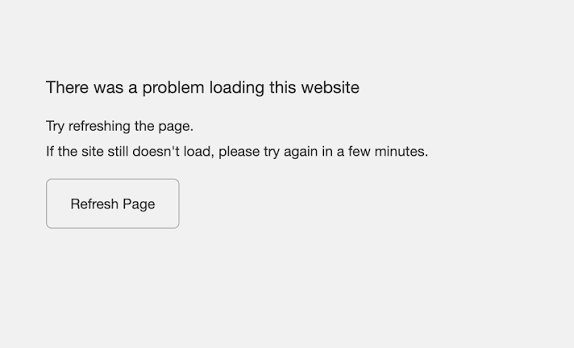 There was a problem loading this website
Try refreshing the page.
If the site still doesn't load, please try again in a few minutes.
Refresh Page